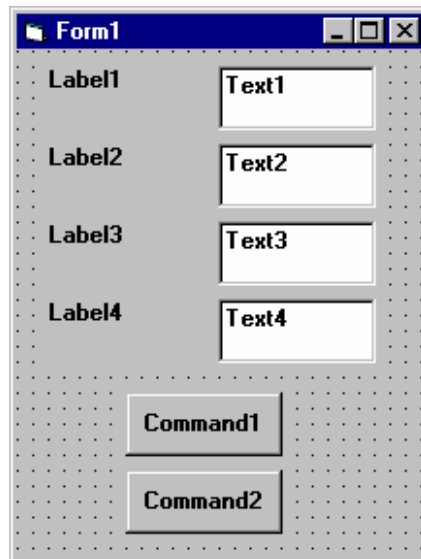 Form1
Label1 Text1
Label2 Text2
Label3 Text3
Label4 Text4
Command1
Command2